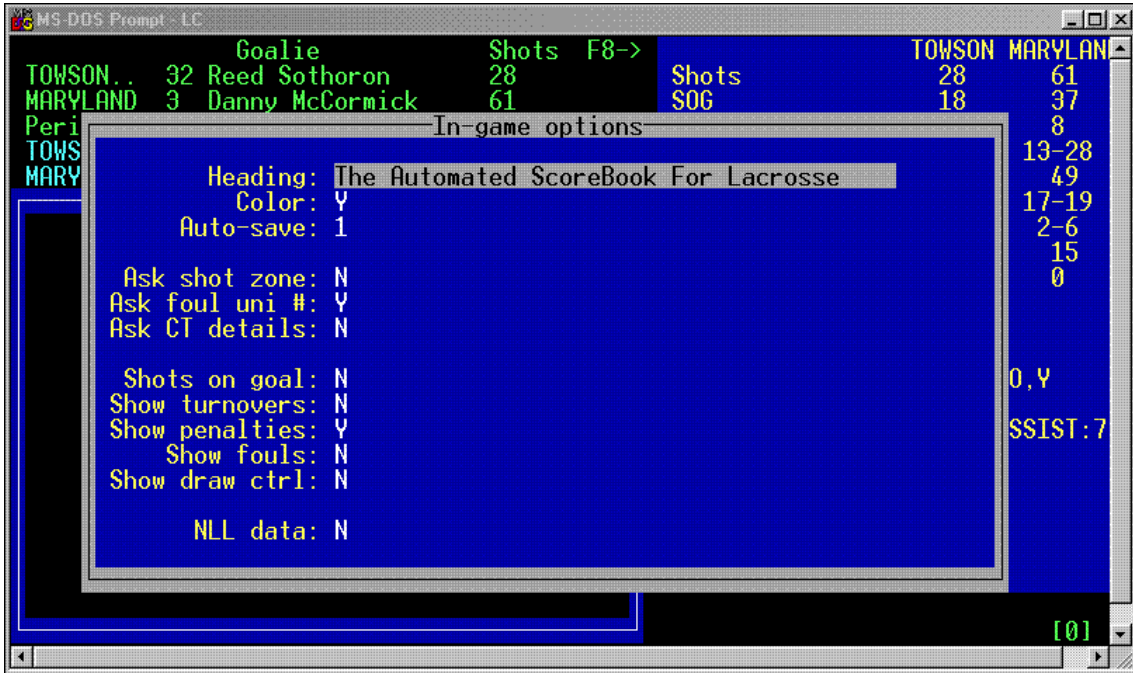 MS-DOS Prompt - LC
Goalie Shots F8-> TOWSON MARYLAN
TOWSON.. 32 Reed Sothoron 28 Shots 28 61
MARYLAND 3 Danny McCormick 61 SOG 18 37
Peri In-game options 8
TOWS 13-28
MARY Heading: The Automated ScoreBook For Lacrosse 49
Color: Y 17-19
Auto-save: 1 2-6
15
Ask shot zone: N 0
Ask foul uni #: Y
Ask CT details: N
Shots on goal: N O,Y
Show turnovers: N
Show penalties: Y SSIST:7
Show fouls: N
Show draw ctrl: N
NLL data: N
[0]